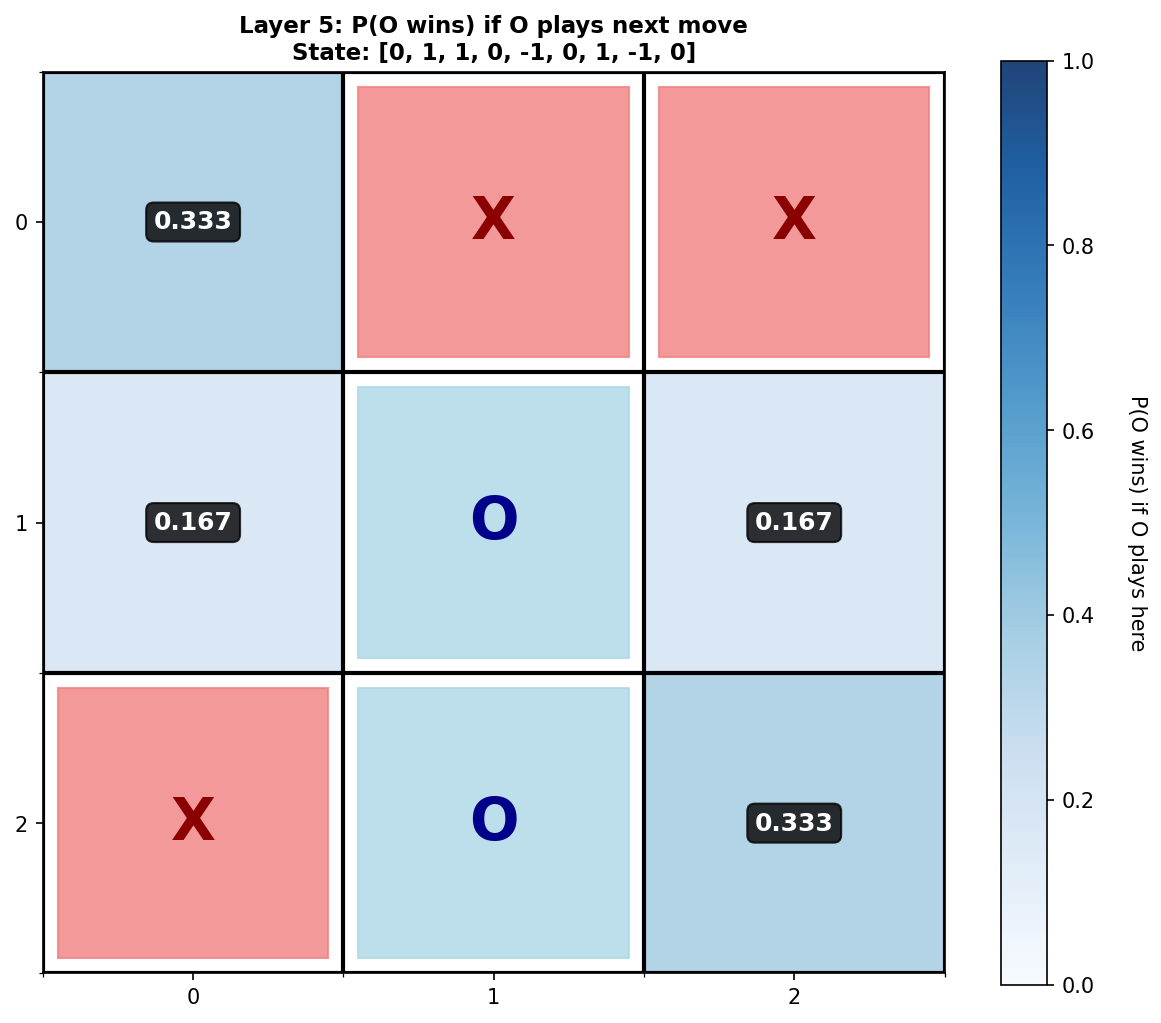 Layer 5: P(O wins) if O plays next move
State: [0, 1, 1, 0, -1, 0, 1, -1, 0]
0.333
X
X
0.167
O
0.167
X
O
0.333
0
1
2
0
1
2
1.0
0.8
0.6
0.4
0.2
0.0
P(O wins) if O plays here